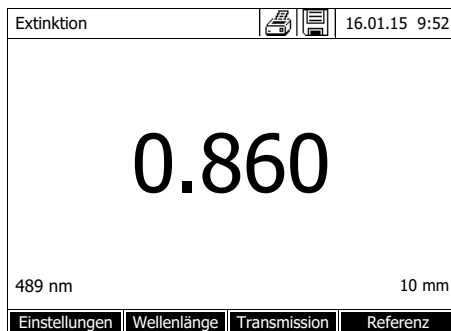 Extinktion 16.01.15 9:52
0.860
489 nm 10 mm
Einstellungen Wellenlänge Transmission Referenz